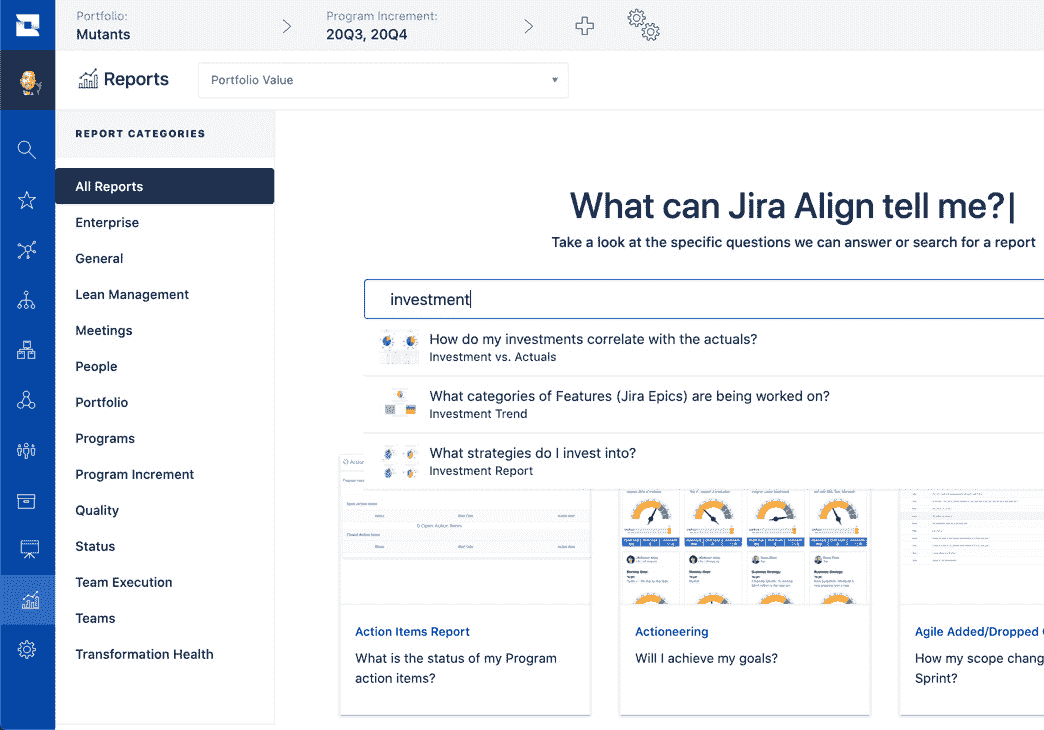 Portfolio:
Mutants
Program Increment:
20Q3, 20Q4
Reports
Portfolio Value
REPORT CATEGORIES
All Reports
Enterprise
General
Lean Management
Meetings
People
Portfolio
Programs
Program Increment
Quality
Status
Team Execution
Teams
Transformation Health
What can Jira Align tell me?
Take a look at the specific questions we can answer or search for a report
investment
How do my investments correlate with the actuals?
Investment vs. Actuals
What categories of Features (Jira Epics) are being worked on?
Investment Trend
What strategies do I invest into?
Investment Report
0 Open Action Items
Action Items Report
What is the status of my Program
action items?
Actioneering
Will I achieve my goals?
Agile Added/Dropped
How my scope chang
Sprint?